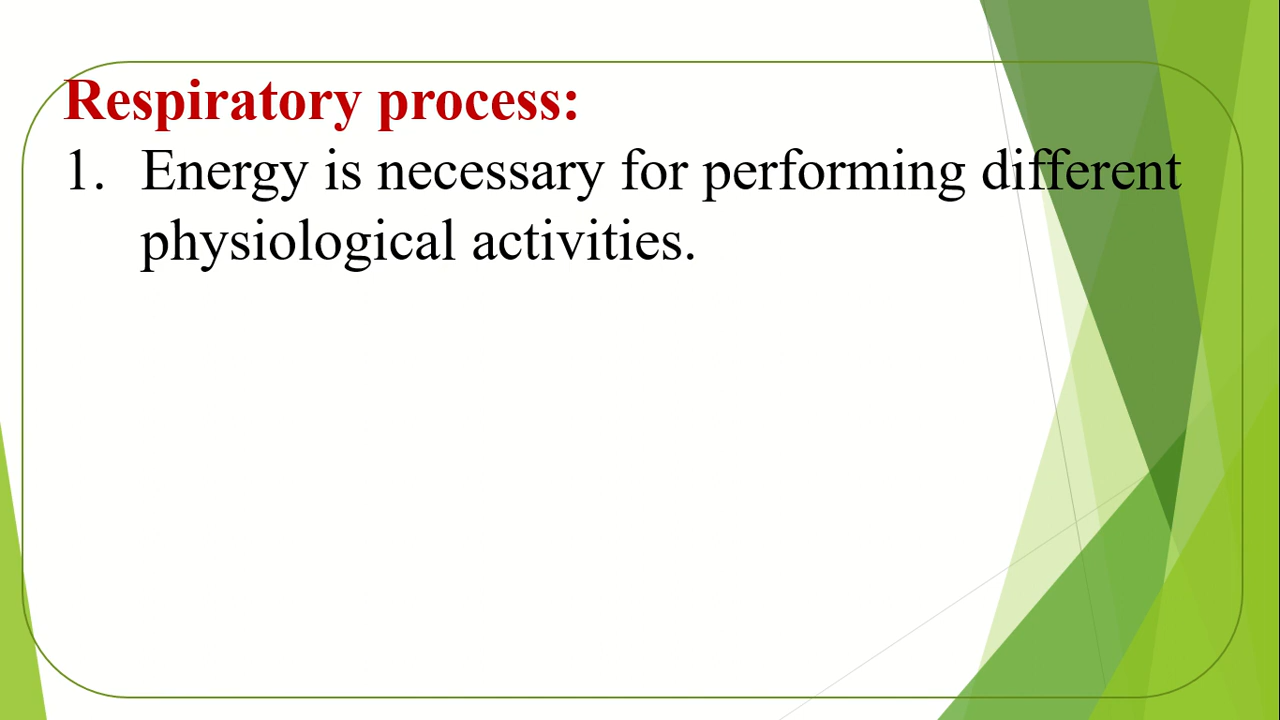 Respiratory process:
1. Energy is necessary for performing different
physiological activities.